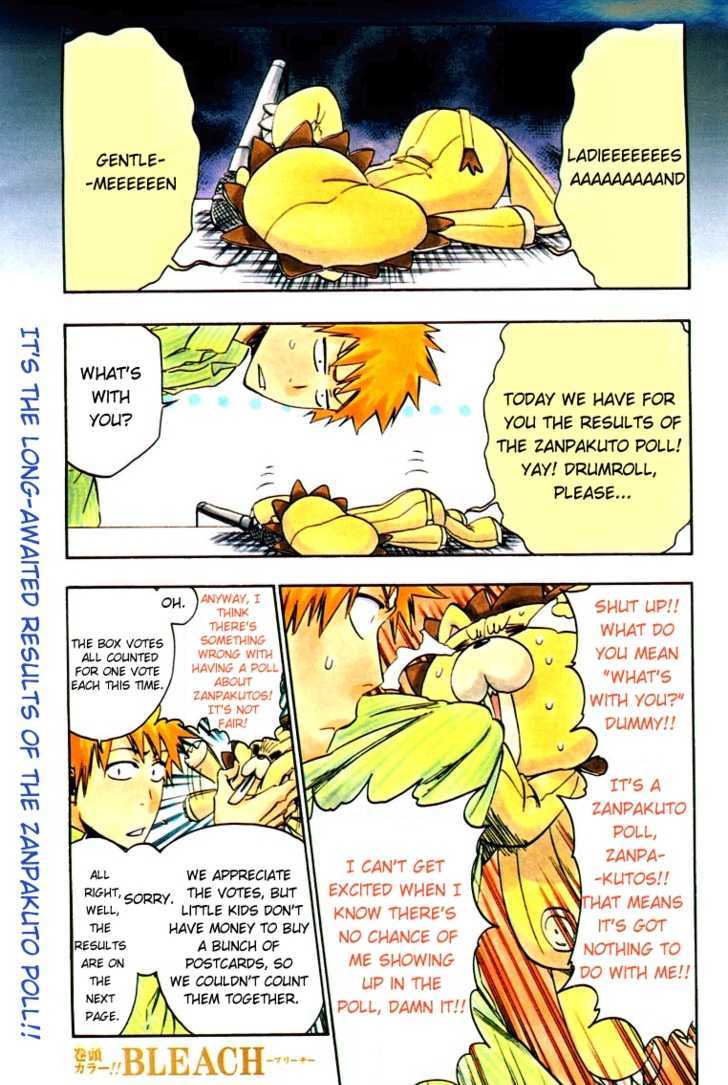 LADIEEEEEEES
AAAAAAAAAAND
GENTLE-
-MEEEEEEN
IT'S THE LONG-AWAITED RESULTS OF THE ZANPAKUTO POLL!!
TODAY WE HAVE FOR
YOU THE RESULTS OF
THE ZANPAKUTO POLL!
YAY! DRUMROLL,
PLEASE...
WHAT'S
WITH
YOU?
SHUT UP!!
WHAT DO
YOU MEAN
"WHAT'S
WITH YOU?"
DUMMY!!
IT'S A
ZANPAKUTO
POLL,
ZANPA-
-KUTOS!!
THAT MEANS
IT'S GOT
NOTHING TO
DO WITH ME!!
I CAN'T GET
EXCITED WHEN I
KNOW THERE'S
NO CHANCE OF
ME SHOWING
UP IN THE
POLL, DAMN IT!!
ANYWAY, I
THINK
THERE'S
SOMETHING
WRONG WITH
HAVING A POLL
ABOUT
ZANPAKUTOS!
IT'S NOT
FAIR!
OH.
THE BOX VOTES
ALL COUNTED
FOR ONE VOTE
EACH THIS TIME.
WE APPRECIATE
THE VOTES, BUT
LITTLE KIDS DON'T
HAVE MONEY TO BUY
A BUNCH OF
POSTCARDS, SO
WE COULDN'T COUNT
THEM TOGETHER.
SORRY.
ALL
RIGHT,
WELL,
THE
RESULTS
ARE ON
THE
NEXT
PAGE.
巻頭
カラー!! BLEACH -ブリーチ-